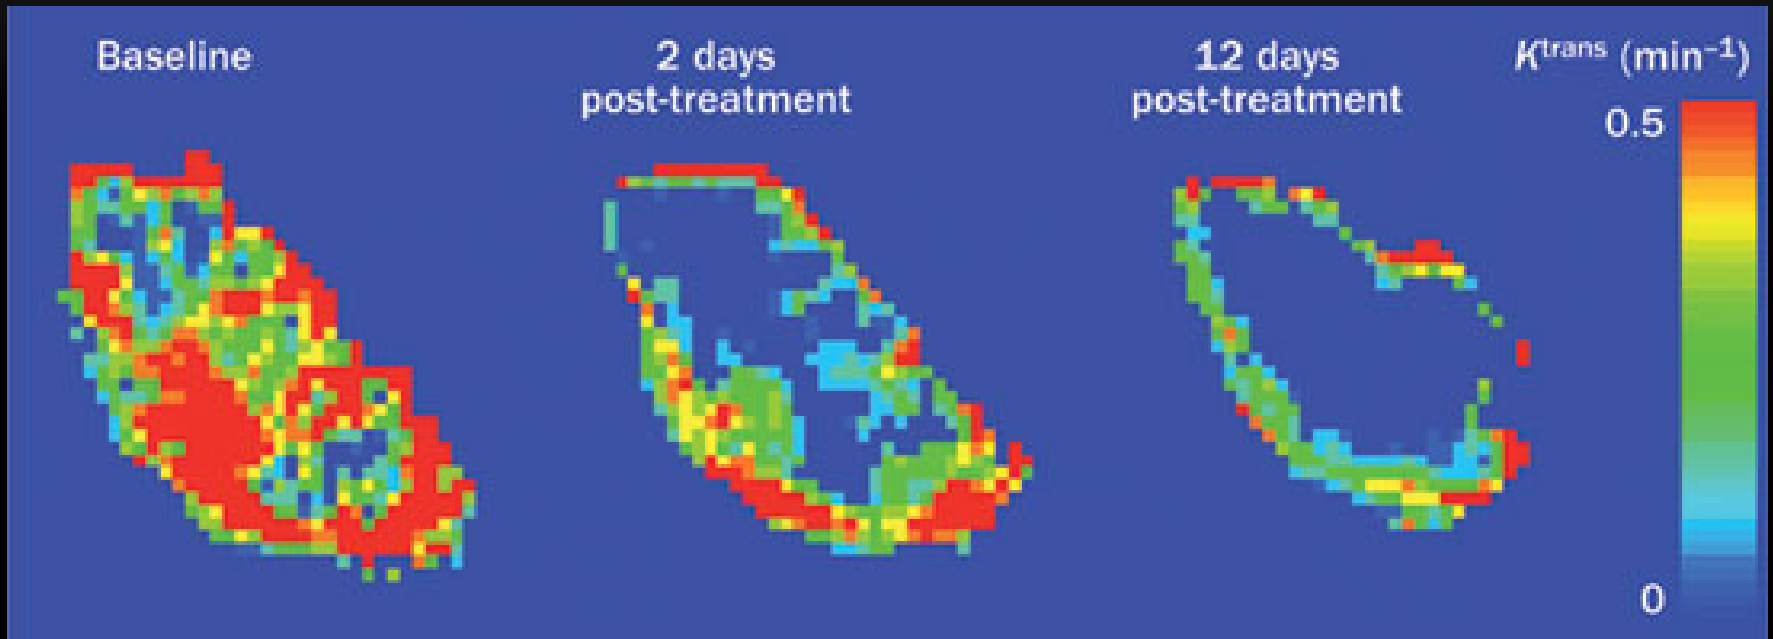 Baseline
2 days
post-treatment
12 days
post-treatment
Kᵗʳᵃⁿˢ (min⁻¹)
0.5
0